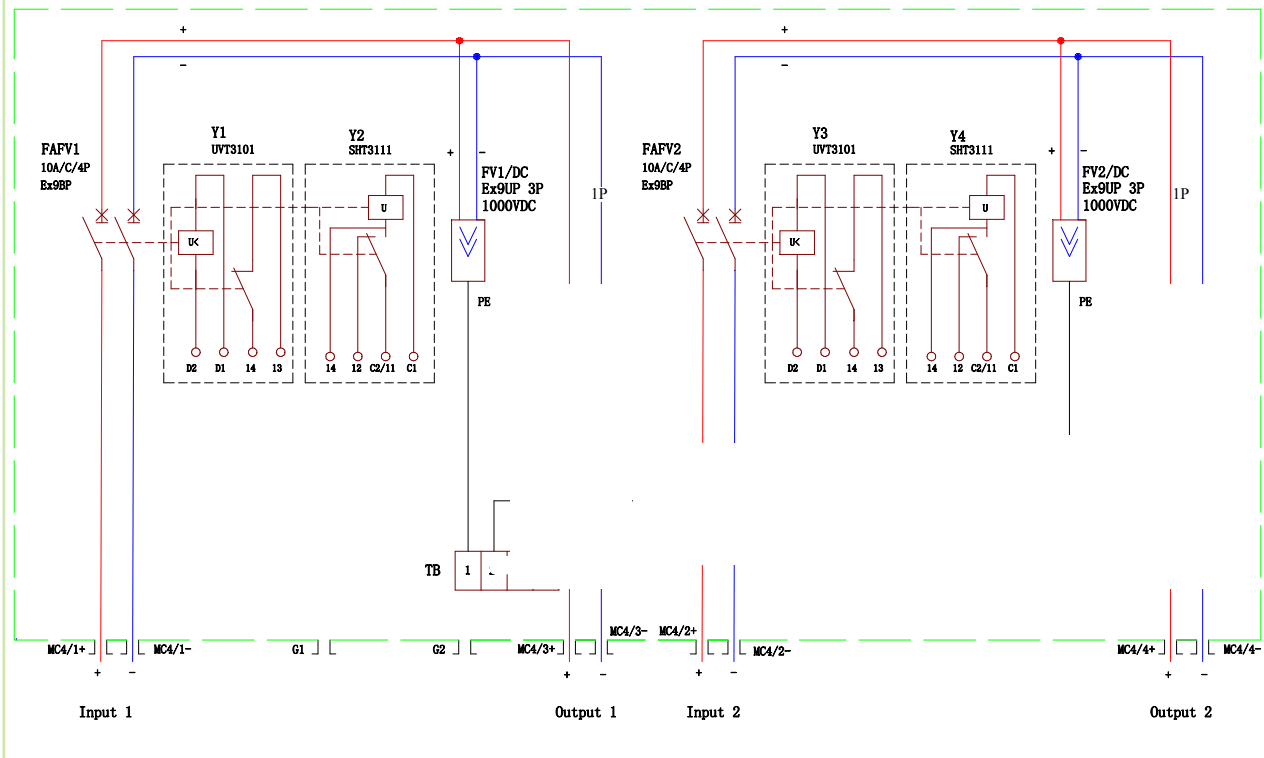 +
−
FAFV1
10A/C/4P
Ex9BP
Y1
UVT3101
U<
D2 D1 14 13
Y2
SHT3111
U
14 12 C2/11 C1
+ −
FV1/DC
Ex9UP 3P
1000VDC
PE
1P
TB
1
+
−
FAFV2
10A/C/4P
Ex9BP
Y3
UVT3101
U<
D2 D1 14 13
Y4
SHT3111
U
14 12 C2/11 C1
+ −
FV2/DC
Ex9UP 3P
1000VDC
PE
1P
MC4/1+ MC4/1- G1 G2 MC4/3+ MC4/3- MC4/2+ MC4/2- MC4/4+ MC4/4-
+ − + − + − + −
Input 1 Output 1 Input 2 Output 2